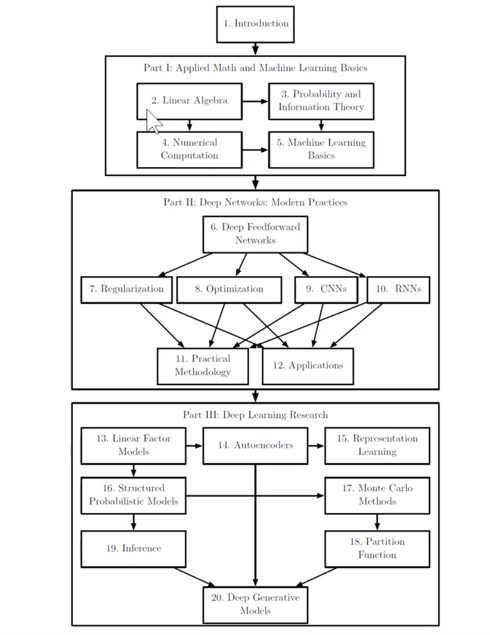 1. Introduction
Part I: Applied Math and Machine Learning Basics
2. Linear Algebra
3. Probability and
Information Theory
4. Numerical
Computation
5. Machine Learning
Basics
Part II: Deep Networks: Modern Practices
6. Deep Feedforward
Networks
7. Regularization
8. Optimization
9. CNNs
10. RNNs
11. Practical
Methodology
12. Applications
Part III: Deep Learning Research
13. Linear Factor
Models
14. Autoencoders
15. Representation
Learning
16. Structured
Probabilistic Models
17. Monte Carlo
Methods
19. Inference
18. Partition
Function
20. Deep Generative
Models